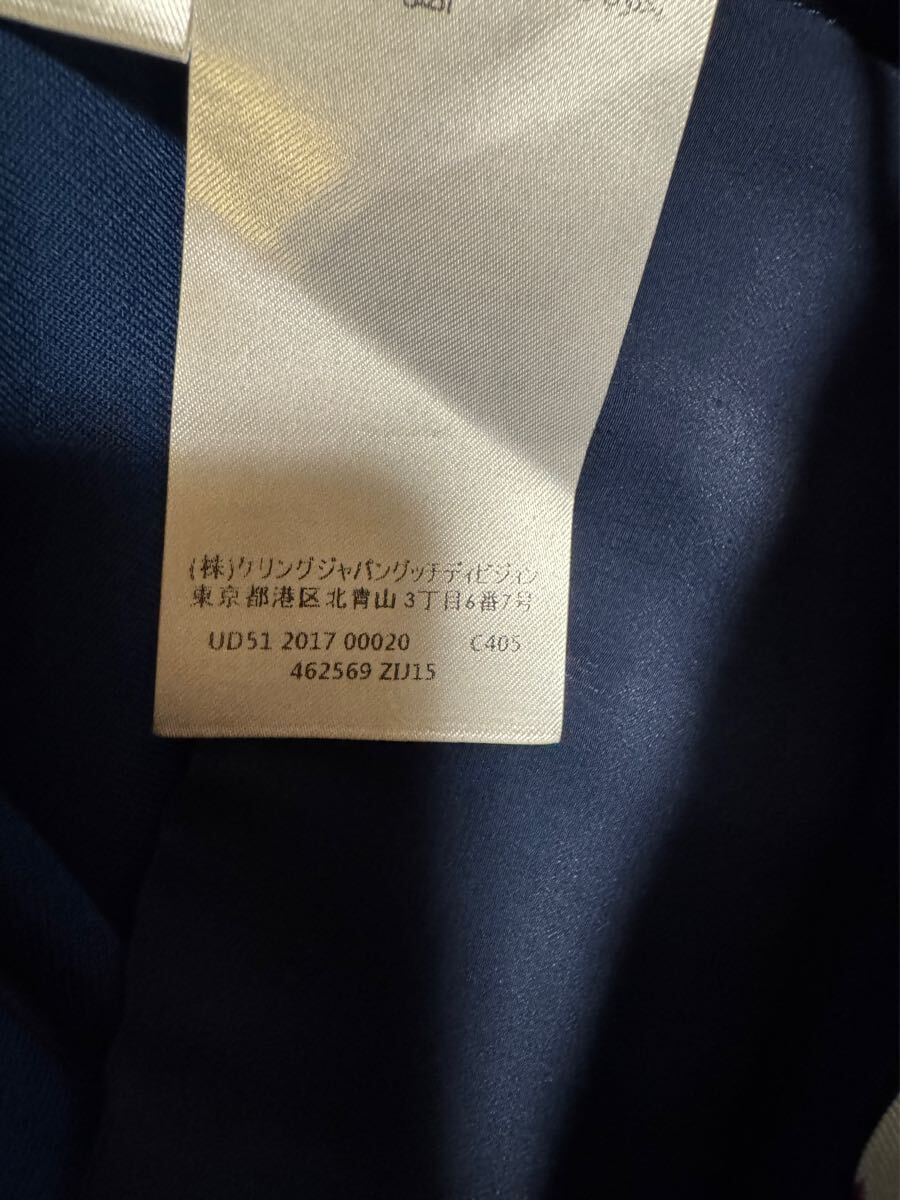 (株)ケリングジャパングッチディビジィン
東京都港区北青山3丁目6番7号
UD51 2017 00020 C405
462569 ZIJ15